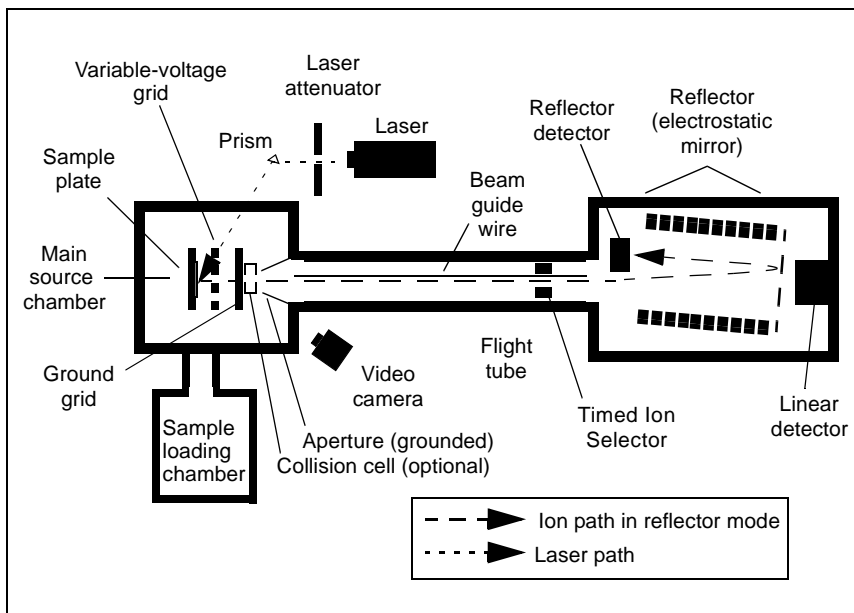 Variable-voltage
grid
Laser
attenuator
Prism
Laser
Reflector
detector
Reflector
(electrostatic
mirror)
Sample
plate
Beam
guide
wire
Main
source
chamber
Ground
grid
Video
camera
Flight
tube
Timed Ion
Selector
Linear
detector
Sample
loading
chamber
Aperture (grounded)
Collision cell (optional)
Ion path in reflector mode
Laser path